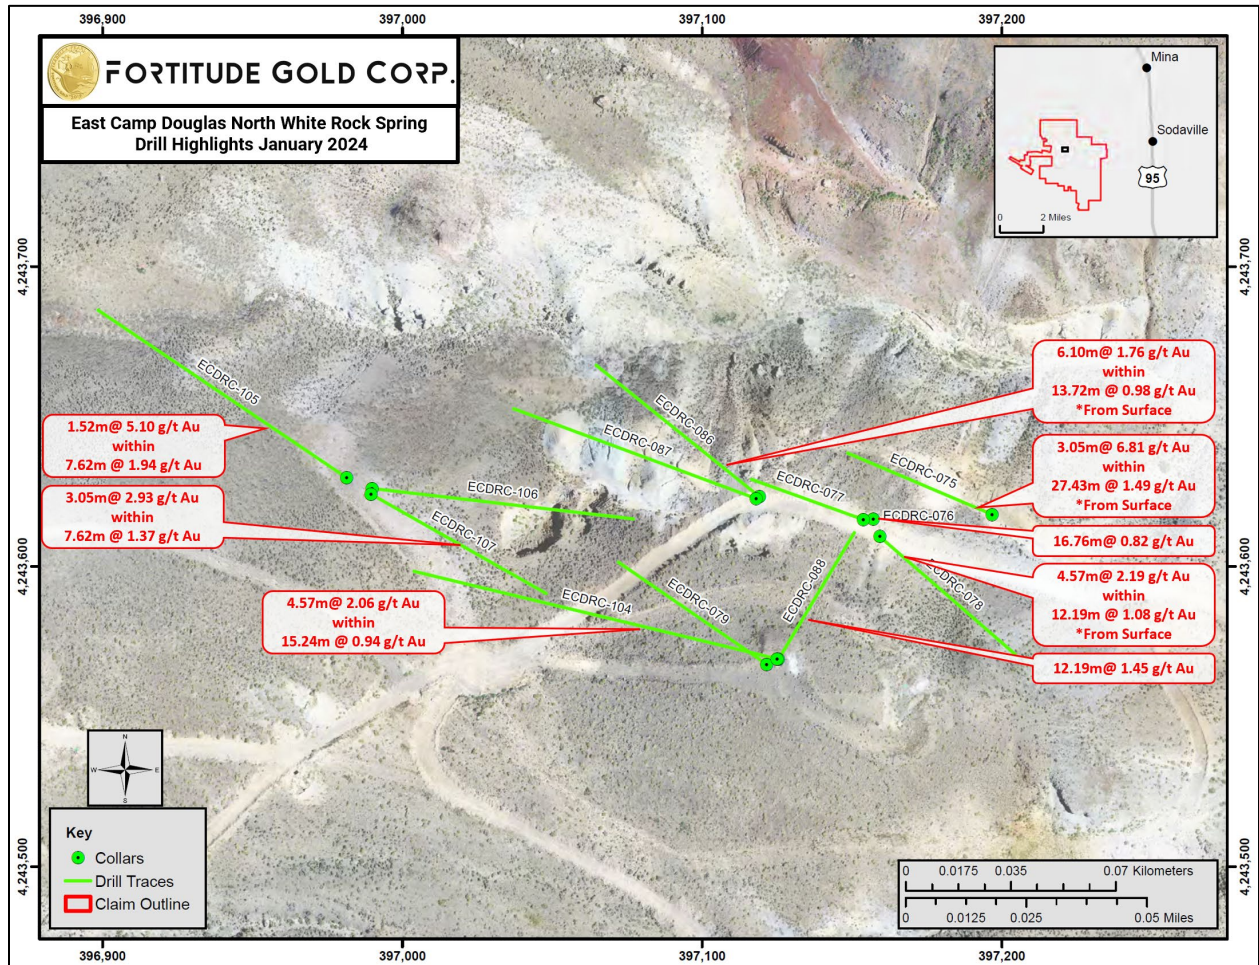 396,900
397,000
397,100
397,200
FORTITUDE GOLD CORP.
East Camp Douglas North White Rock Spring
Drill Highlights January 2024
Mina
Sodaville
95
0
2 Miles
4,243,700
4,243,700
ECDRC-105
1.52m@ 5.10 g/t Au
within
7.62m @ 1.94 g/t Au
3.05m@ 2.93 g/t Au
within
7.62m @ 1.37 g/t Au
ECDRC-106
ECDRC-107
ECDRC-086
ECDRC-087
ECDRC-077
ECDRC-075
ECDRC-076
6.10m@ 1.76 g/t Au
within
13.72m @ 0.98 g/t Au
*From Surface
3.05m@ 6.81 g/t Au
within
27.43m @ 1.49 g/t Au
*From Surface
16.76m@ 0.82 g/t Au
4,243,600
4,243,600
4.57m@ 2.19 g/t Au
within
12.19m @ 1.08 g/t Au
*From Surface
ECDRC-104
ECDRC-079
ECDRC-088
ECDRC-078
4.57m@ 2.06 g/t Au
within
15.24m @ 0.94 g/t Au
12.19m@ 1.45 g/t Au
N
W
E
S
Key
Collars
Drill Traces
Claim Outline
4,243,500
4,243,500
0 0.0175 0.035 0.07 Kilometers
0 0.0125 0.025 0.05 Miles
396,900
397,000
397,100
397,200